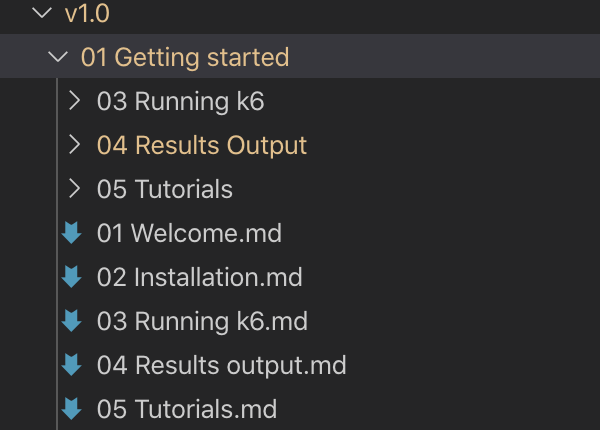 v1.0
01 Getting started
03 Running k6
04 Results Output
05 Tutorials
01 Welcome.md
02 Installation.md
03 Running k6.md
04 Results output.md
05 Tutorials.md